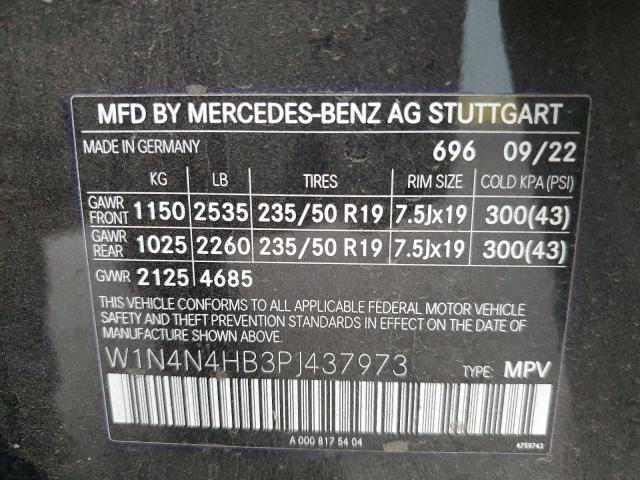 MFD BY MERCEDES-BENZ AG STUTTGART
MADE IN GERMANY 696 09/22
KG LB TIRES RIM SIZE COLD KPA(PSI)
GAWR FRONT 1150 2535 235/50 R19 7.5Jx19 300(43)
GAWR REAR 1025 2260 235/50 R19 7.5Jx19 300(43)
GVWR 2125 4685
THIS VEHICLE CONFORMS TO ALL APPLICABLE FEDERAL MOTOR VEHICLE
SAFETY AND THEFT PREVENTION STANDARDS IN EFFECT ON THE DATE
OF MANUFACTURE SHOWN ABOVE.
W1N4N4HB3PJ437973 TYPE: MPV
A 000 817 54 04 4759743